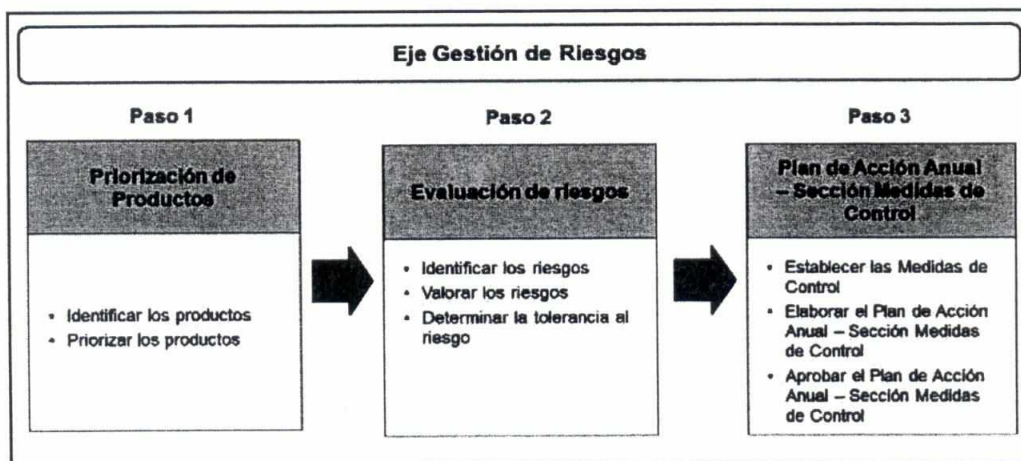 Eje Gestión de Riesgos
Paso 1
Priorización de
Productos
• Identificar los productos
• Priorizar los productos
Paso 2
Evaluación de riesgos
• Identificar los riesgos
• Valorar los riesgos
• Determinar la tolerancia al
riesgo
Paso 3
Plan de Acción Anual
– Sección Medidas de
Control
• Establecer las Medidas de
Control
• Elaborar el Plan de Acción
Anual – Sección Medidas
de Control
• Aprobar el Plan de Acción
Anual – Sección Medidas
de Control